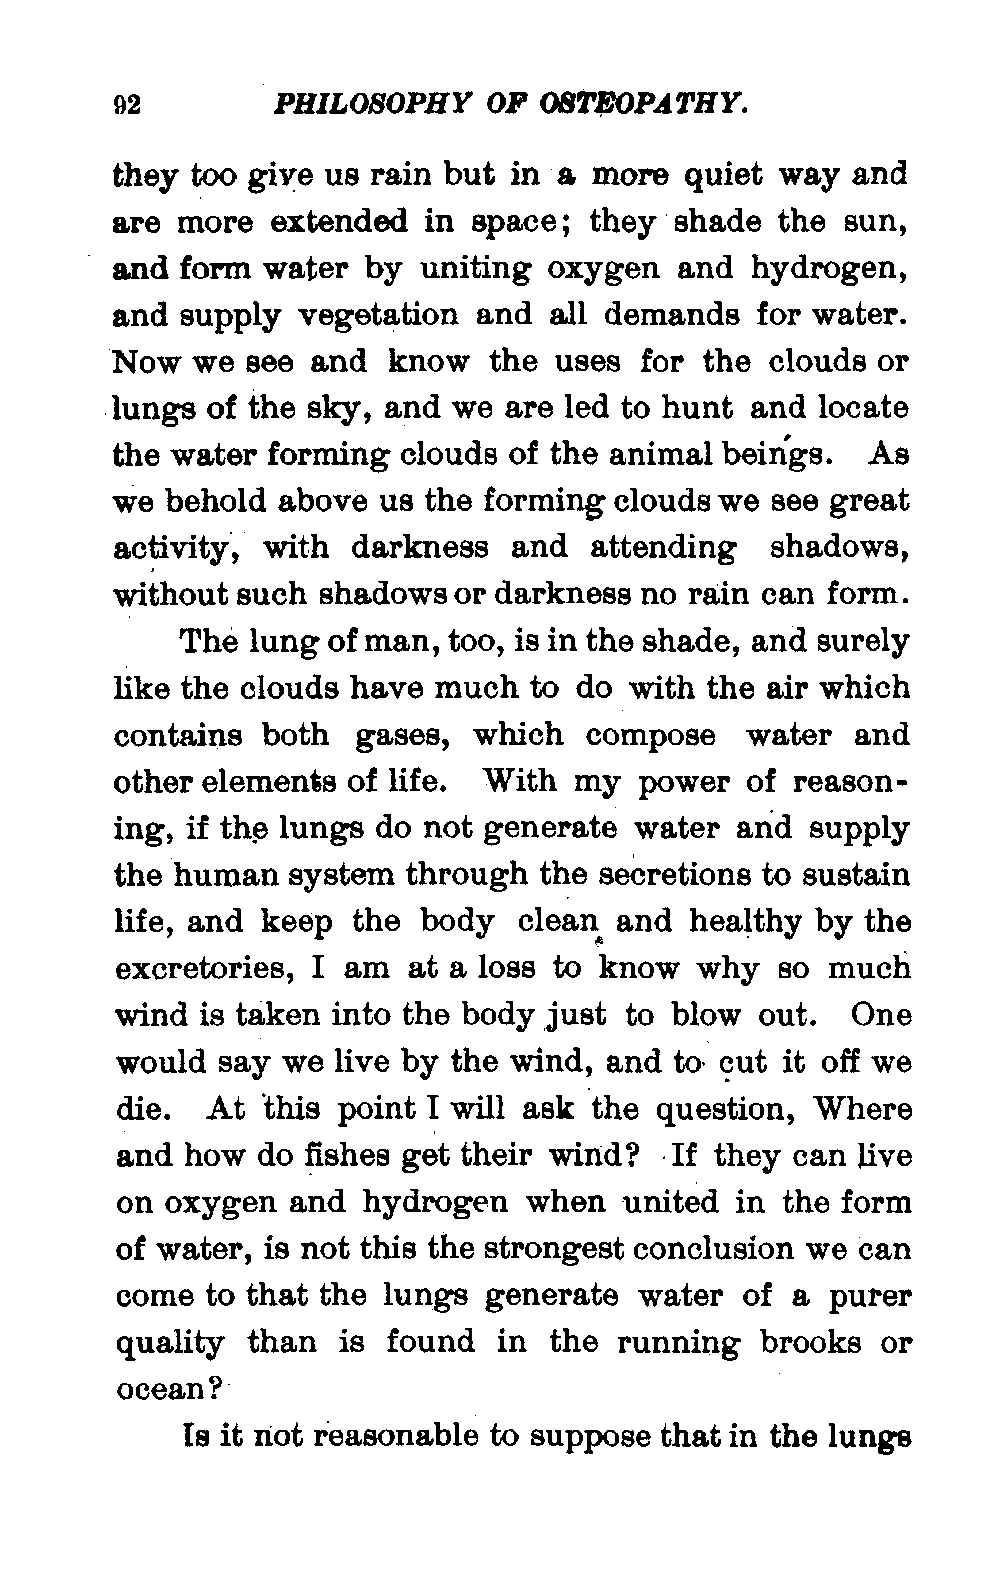 92 PHILOSOPHY OF OSTEOPATHY.
they too give us rain but in a more quiet way and
are more extended in space; they shade the sun,
and form water by uniting oxygen and hydrogen,
and supply vegetation and all demands for water.
Now we see and know the uses for the clouds or
lungs of the sky, and we are led to hunt and locate
the water forming clouds of the animal beings. As
we behold above us the forming clouds we see great
activity, with darkness and attending shadows,
without such shadows or darkness no rain can form.
The lung of man, too, is in the shade, and surely
like the clouds have much to do with the air which
contains both gases, which compose water and
other elements of life. With my power of reason-
ing, if the lungs do not generate water and supply
the human system through the secretions to sustain
life, and keep the body clean and healthy by the
excretories, I am at a loss to know why so much
wind is taken into the body just to blow out. One
would say we live by the wind, and to cut it off we
die. At this point I will ask the question, Where
and how do fishes get their wind? If they can live
on oxygen and hydrogen when united in the form
of water, is not this the strongest conclusion we can
come to that the lungs generate water of a purer
quality than is found in the running brooks or
ocean?
Is it not reasonable to suppose that in the lungs